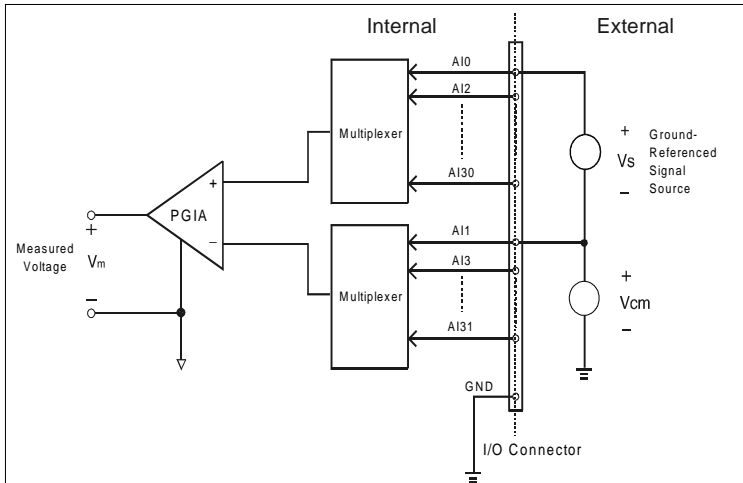 Internal
External
AI0
AI2
Multiplexer
AI30
+
Vs
−
Ground-
Referenced
Signal
Source
+
PGIA
−
Measured
Voltage
+
Vm
−
AI1
AI3
Multiplexer
AI31
+
Vcm
−
GND
I/O Connector